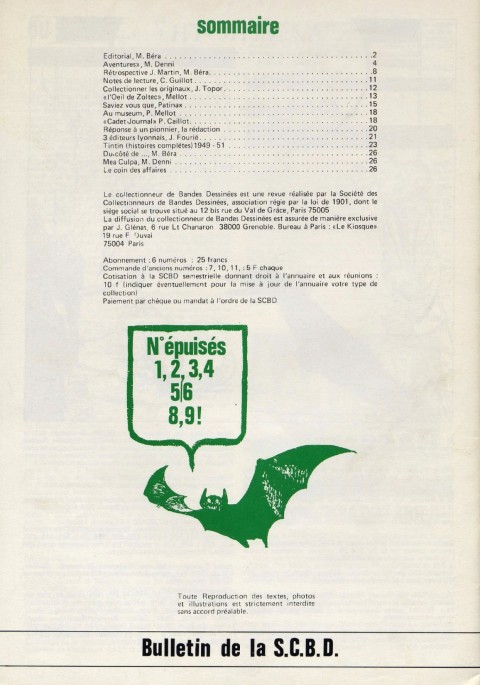 sommaire
Editorial, M. Béra . . . . . . . . . . 2
Aventures», M. Denni . . . . . . . . . . 4
Rétrospective J. Martin, M. Béra. . . . . . . . . . 8
Notes de lecture, C. Guillot . . . . . . . . . . 11
Collectionner les originaux, J. Topor . . . . . . . . . . 12
«l'Oeil de Zoltec», Mellot . . . . . . . . . . 13
Saviez vous que, Patinax . . . . . . . . . . 15
Au museum, P. Mellot . . . . . . . . . . 18
«Cadet-Journal» P. Caillot. . . . . . . . . . 18
Réponse à un pionnier, la rédaction . . . . . . . . . . 20
3 éditeurs lyonnais, J. Fourié . . . . . . . . . . 21
Tintin (histoires complètes) 1949 - 51 . . . . . . . . . . 23
Du-côté de ..., M. Béra . . . . . . . . . . 26
Mea Culpa, M. Denni . . . . . . . . . . 26
Le coin des affaires . . . . . . . . . . 26
Le collectionneur de Bandes Dessinées est une revue réalisée par la Société des
Collectionneurs de Bandes Dessinées, association régie par la loi de 1901, dont le
siège social se trouve situé au 12 bis rue du Val de Grâce, Paris 75005
La diffusion du collectionneur de Bandes Dessinées est assurée de manière exclusive
par J. Glénat, 6 rue Lt Chanaron 38000 Grenoble. Bureau à Paris : «Le Kiosque»
19 rue F. Duval
75004 Paris
Abonnement : 6 numéros : 25 francs
Commande d'anciens numéros : 7, 10, 11, : 5 F chaque
Cotisation à la SCBD semestrielle donnant droit à l'annuaire et aux réunions :
10 f (indiquer éventuellement pour la mise à jour de l'annuaire votre type de
collection)
Paiement par chèque ou mandat à l'ordre de la SCBD
N°épuisés
1, 2, 3, 4
5/6
8, 9!
Toute Reproduction des textes, photos
et illustrations est strictement interdite
sans accord préalable.
Bulletin de la S.C.B.D.